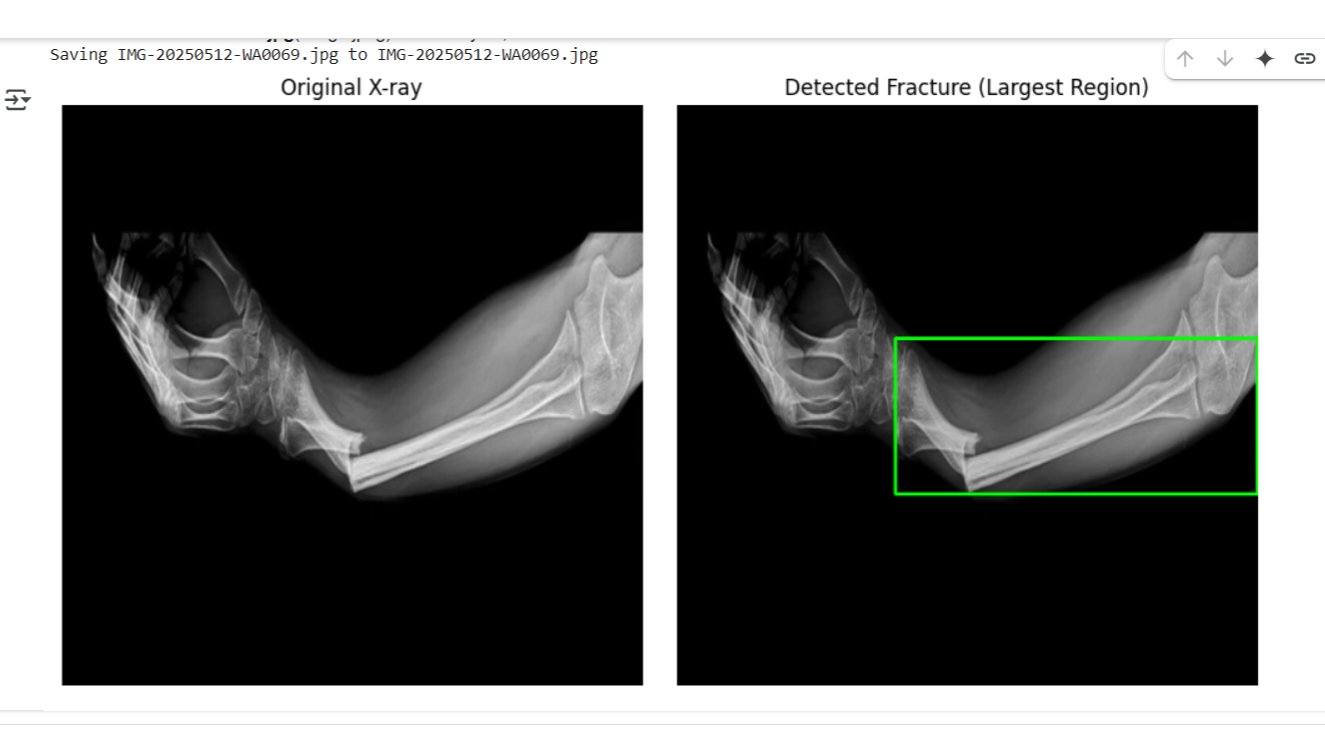 Saving IMG-20250512-WA0069.jpg to IMG-20250512-WA0069.jpg
Original X-ray
Detected Fracture (Largest Region)